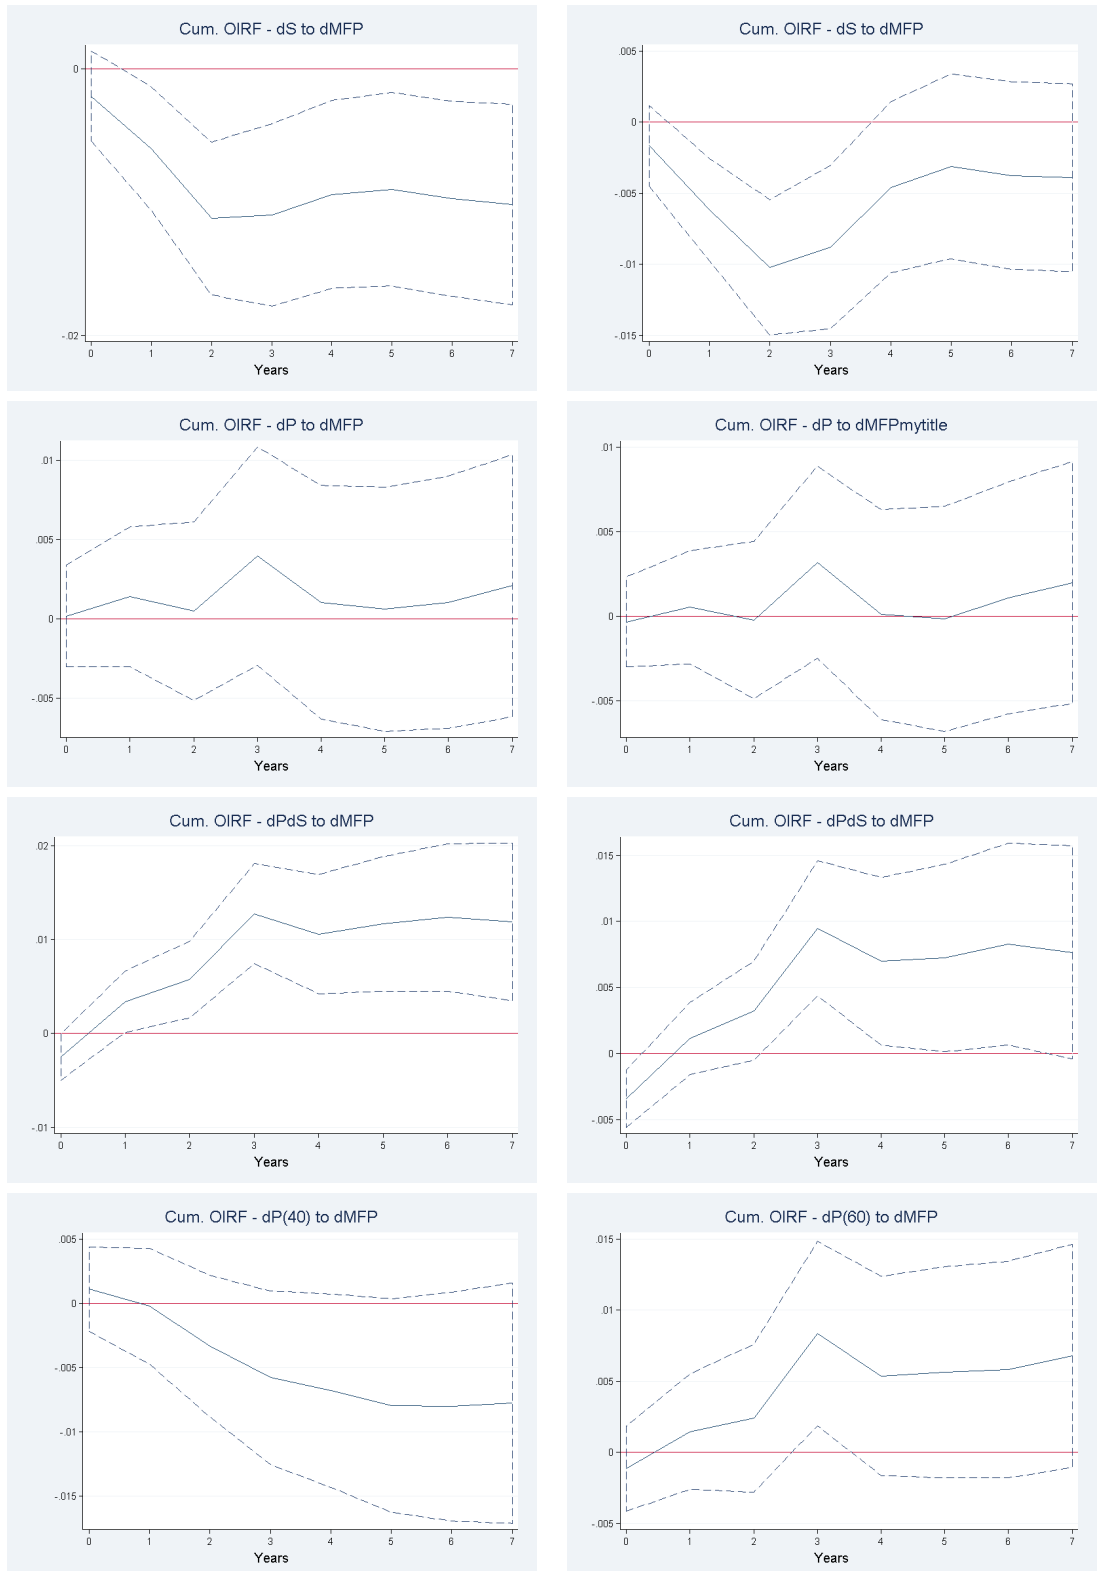 Cum. OIRF - dS to dMFP
0
-.02
0 1 2 3 4 5 6 7
Years
Cum. OIRF - dS to dMFP
.005
0
-.005
-.01
-.015
0 1 2 3 4 5 6 7
Years
Cum. OIRF - dP to dMFP
.01
.005
0
-.005
0 1 2 3 4 5 6 7
Years
Cum. OIRF - dP to dMFPmytitle
.01
.005
0
-.005
0 1 2 3 4 5 6 7
Years
Cum. OIRF - dPdS to dMFP
.02
.01
0
-.01
0 1 2 3 4 5 6 7
Years
Cum. OIRF - dPdS to dMFP
.015
.01
.005
0
-.005
0 1 2 3 4 5 6 7
Years
Cum. OIRF - dP(40) to dMFP
.005
0
-.005
-.01
-.015
0 1 2 3 4 5 6 7
Years
Cum. OIRF - dP(60) to dMFP
.015
.01
.005
0
-.005
0 1 2 3 4 5 6 7
Years